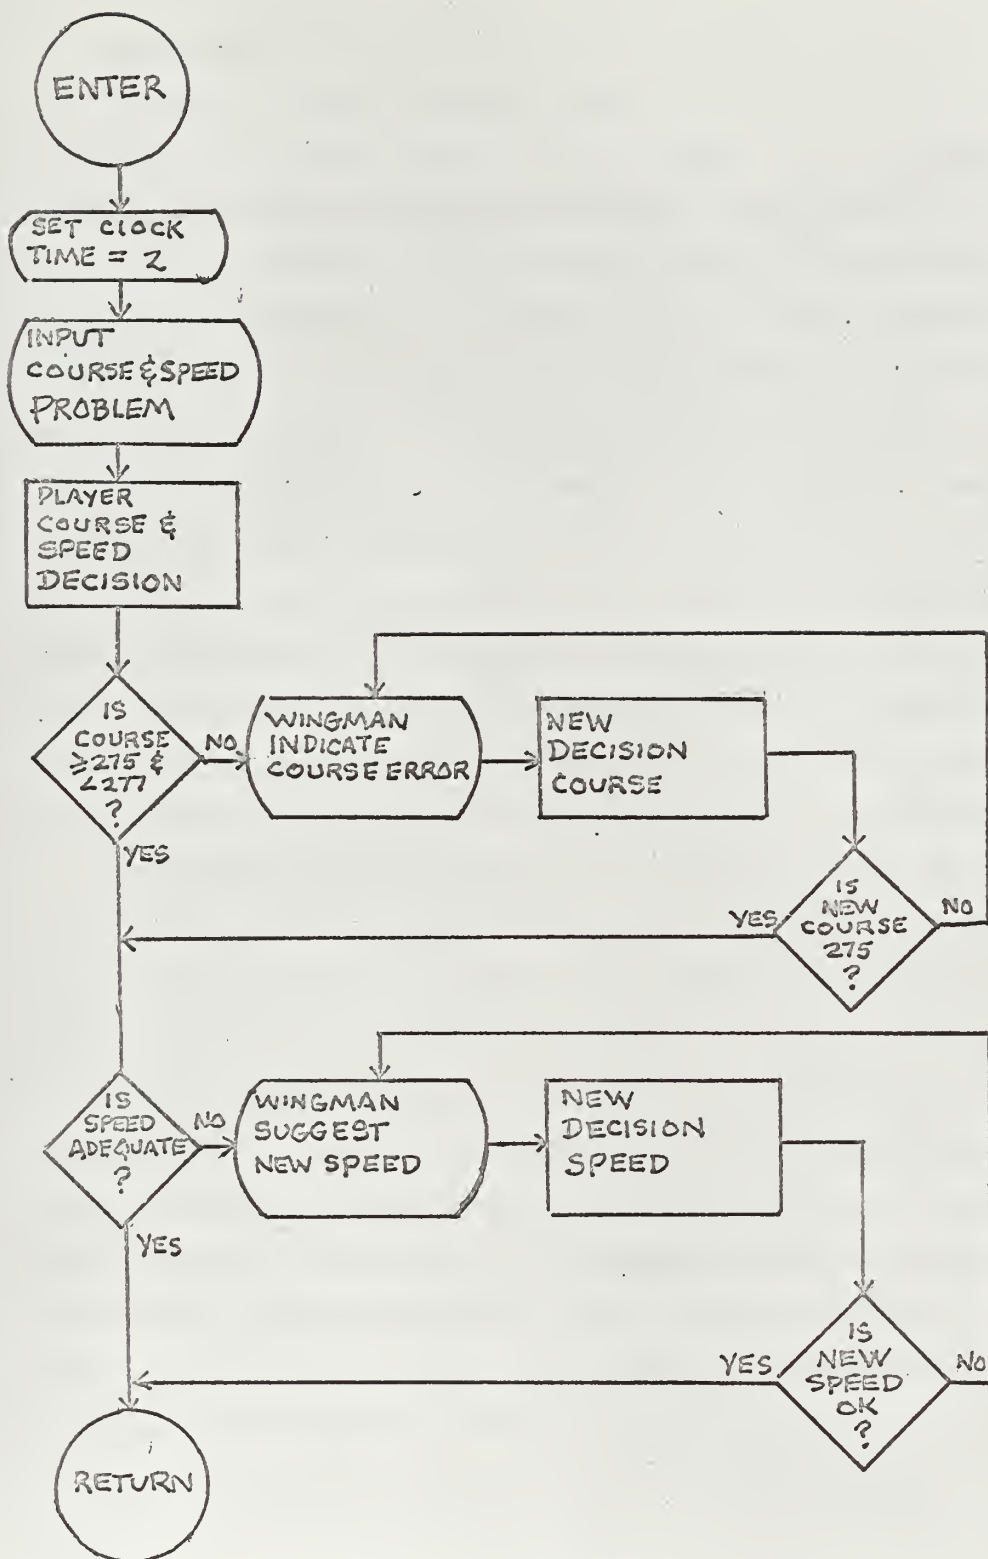 ENTER
SET CLOCK
TIME = 2
INPUT
COURSE & SPEED
PROBLEM
PLAYER
COURSE &
SPEED
DECISION
IS
COURSE
≥275 &
<277
?
NO
YES
WINGMAN
INDICATE
COURSE ERROR
NEW
DECISION
COURSE
IS
NEW
COURSE
275
?
YES
NO
IS
SPEED
ADEQUATE
?
NO
YES
WINGMAN
SUGGEST
NEW SPEED
NEW
DECISION
SPEED
IS
NEW
SPEED
OK
?
YES
NO
RETURN